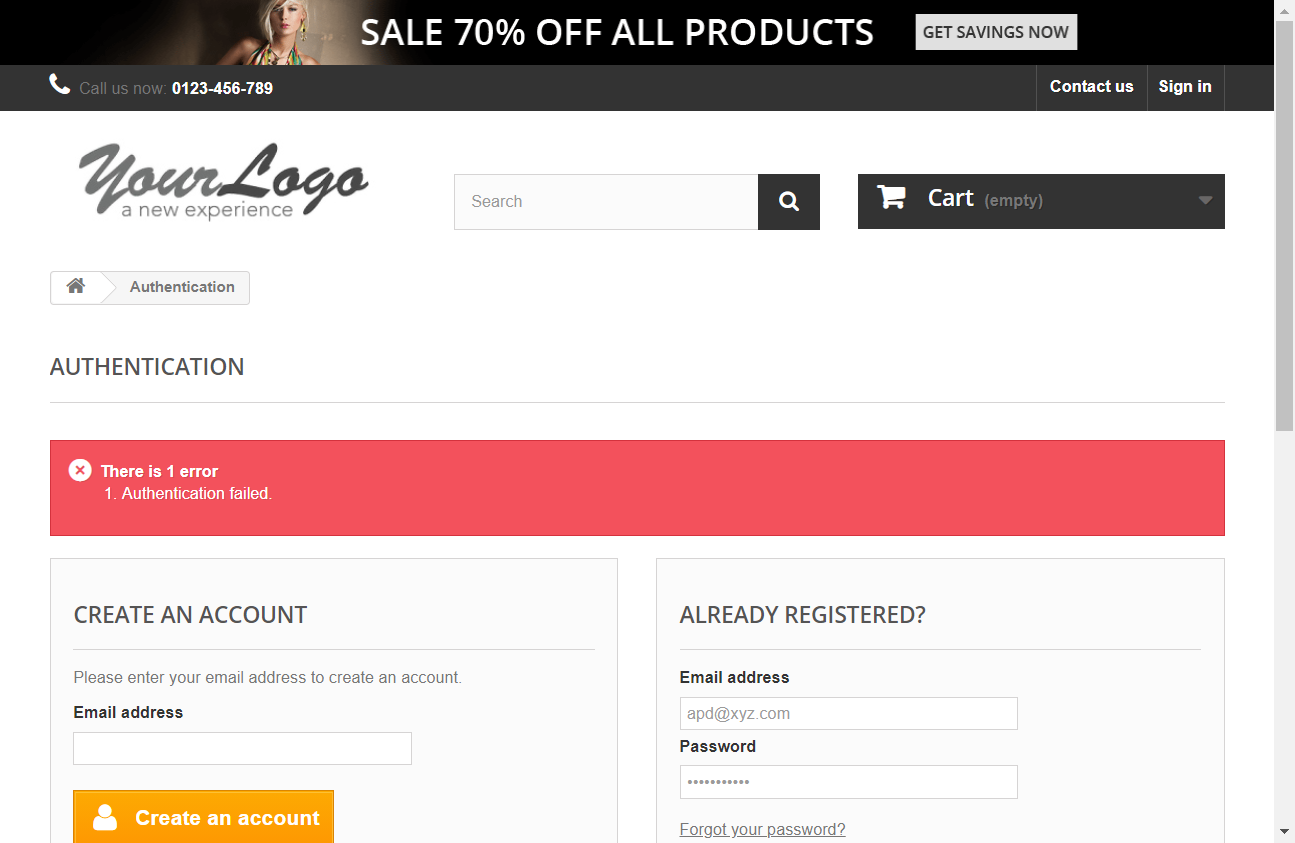 SALE 70% OFF ALL PRODUCTS GET SAVINGS NOW
Call us now: 0123-456-789 Contact us Sign in
Your Logo
a new experience
Search
Cart (empty)
Authentication
AUTHENTICATION
There is 1 error
1. Authentication failed.
CREATE AN ACCOUNT
Please enter your email address to create an account.
Email address
Create an account
ALREADY REGISTERED?
Email address
apd@xyz.com
Password
•••••••••••
Forgot your password?